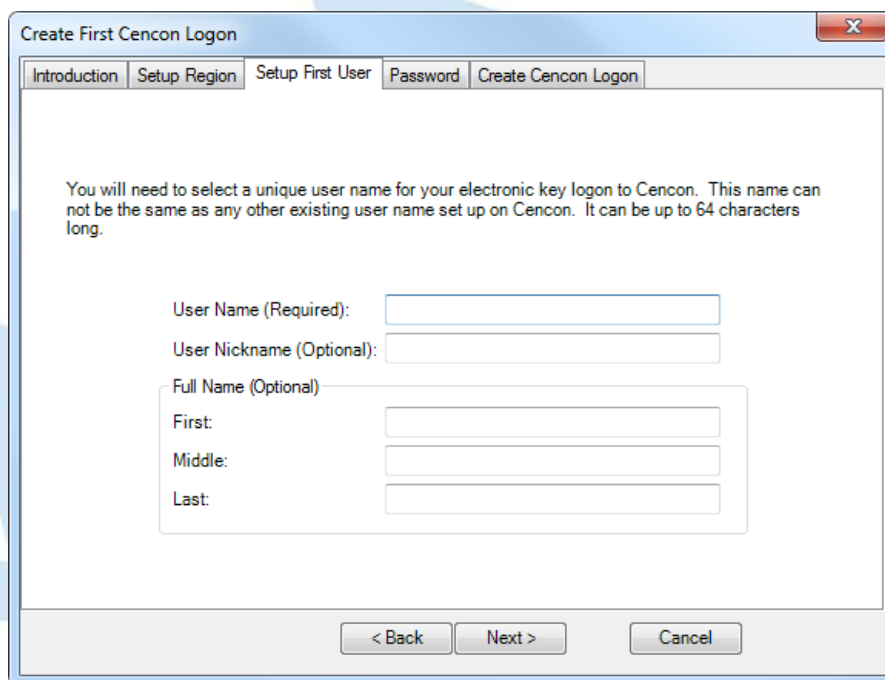 Create First Cencon Logon
X
Introduction Setup Region Setup First User Password Create Cencon Logon
You will need to select a unique user name for your electronic key logon to Cencon. This name can
not be the same as any other existing user name set up on Cencon. It can be up to 64 characters
long.
User Name (Required):
User Nickname (Optional):
Full Name (Optional)
First:
Middle:
Last:
< Back Next > Cancel